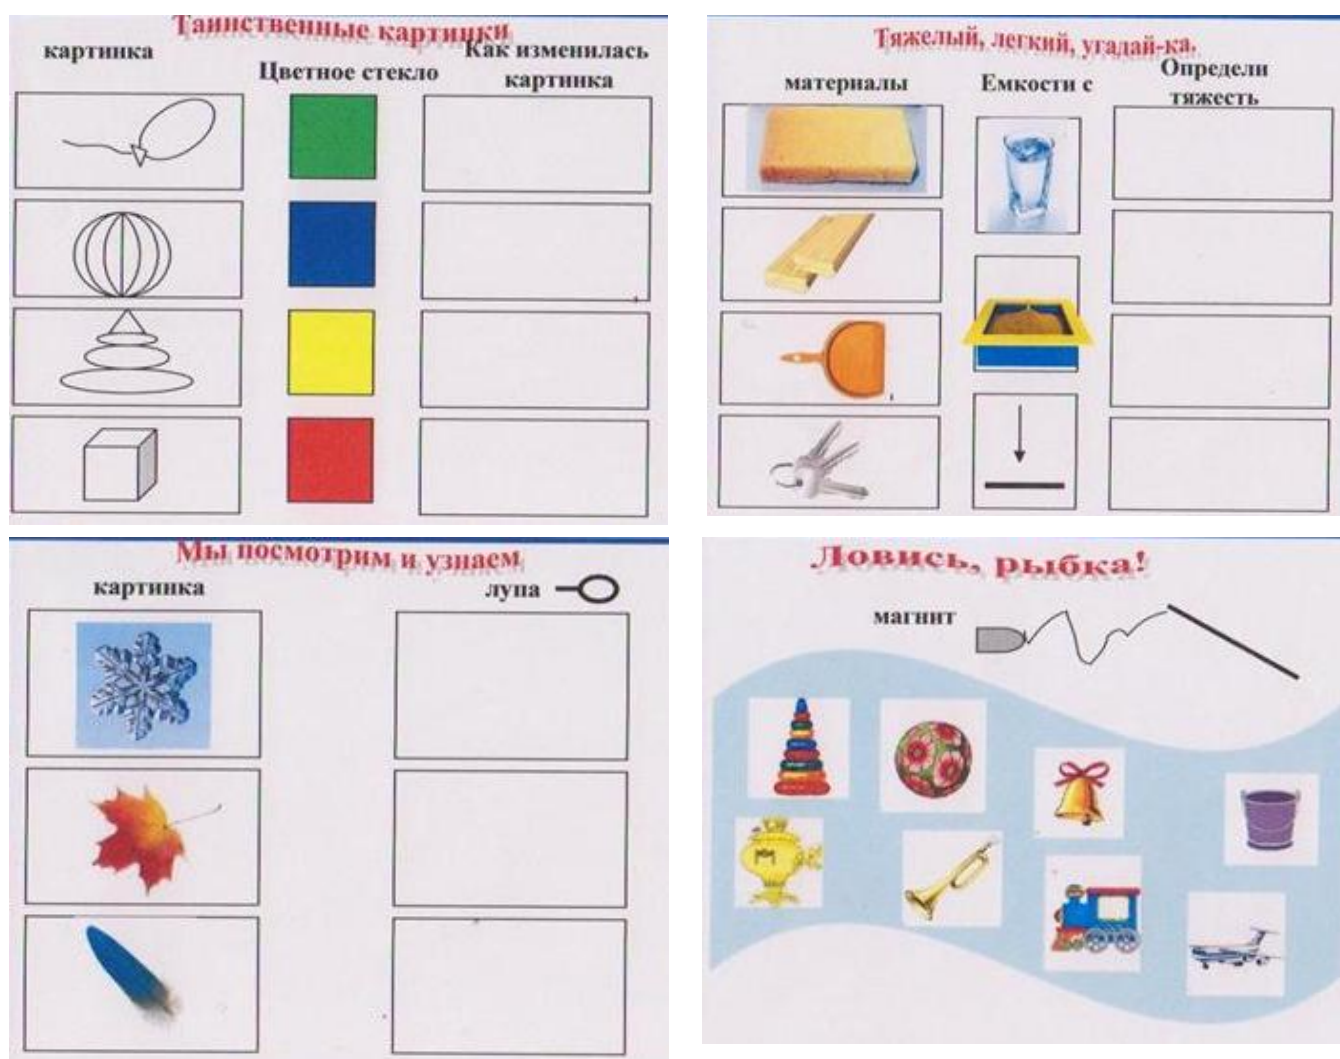 Таинственные картинки
картинка
Цветное стекло
Как изменилась
картинка
Тяжелый, легкий, угадай-ка.
материалы
Емкости с
Определи
тяжесть
Мы посмотрим и узнаем
картинка
лупа
Ловись, рыбка!
магнит